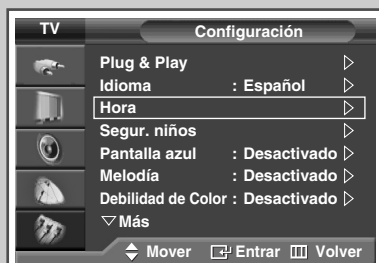 TV Configuración
Plug & Play
Idioma : Español
Hora
Segur. niños
Pantalla azul : Desactivado
Melodía : Desactivado
Debilidad de Color : Desactivado
Más
Mover Entrar Volver